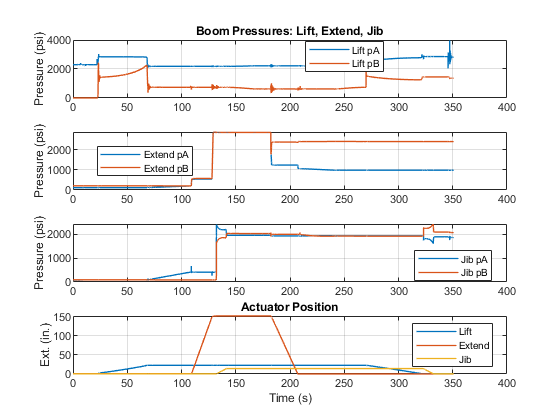 Boom Pressures: Lift, Extend, Jib
Pressure (psi)
4000
2000
0
Lift pA
Lift pB
0 50 100 150 200 250 300 350 400
Pressure (psi)
2000
1000
0
Extend pA
Extend pB
0 50 100 150 200 250 300 350 400
Pressure (psi)
2000
1000
0
Jib pA
Jib pB
0 50 100 150 200 250 300 350 400
Actuator Position
Ext. (in.)
150
100
50
0
Lift
Extend
Jib
0 50 100 150 200 250 300 350 400
Time (s)